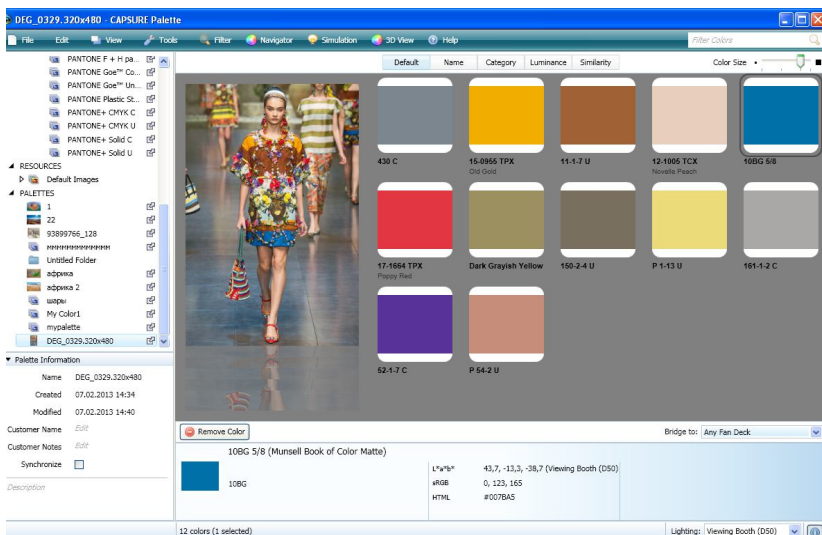 DEG_0329.320x480 - CAPSURE Palette
File Edit View Tools Filter Navigator Simulation 3D View Help Filter Colors
PANTONE F + H pa...
PANTONE Goe™ Co...
PANTONE Goe™ Un...
PANTONE Plastic St...
PANTONE+ CMYK C
PANTONE+ CMYK U
PANTONE+ Solid C
PANTONE+ Solid U
RESOURCES
Default Images
PALETTES
1
22
93899766_128
Untitled Folder
африка
африка 2
шары
My Color1
mypalette
DEG_0329.320x480
Palette Information
Name DEG_0329.320x480
Created 07.02.2013 14:34
Modified 07.02.2013 14:40
Customer Name Edit
Customer Notes Edit
Synchronize
Description
Default Name Category Luminance Similarity Color Size
430 C 15-0955 TPX 11-1-7 U 12-1005 TCX 10BG 5/8
Old Gold Novelle Peach
17-1664 TPX Dark Grayish Yellow 150-2-4 U P 1-13 U 161-1-2 C
Poppy Red
52-1-7 C P 54-2 U
Remove Color Bridge to: Any Fan Deck
10BG 5/8 (Munsell Book of Color Matte)
10BG
L*a*b* 43,7, -13,3, -38,7 (Viewing Booth (D50)
sRGB 0, 123, 165
HTML #007BA5
12 colors (1 selected) Lighting: Viewing Booth (D50)